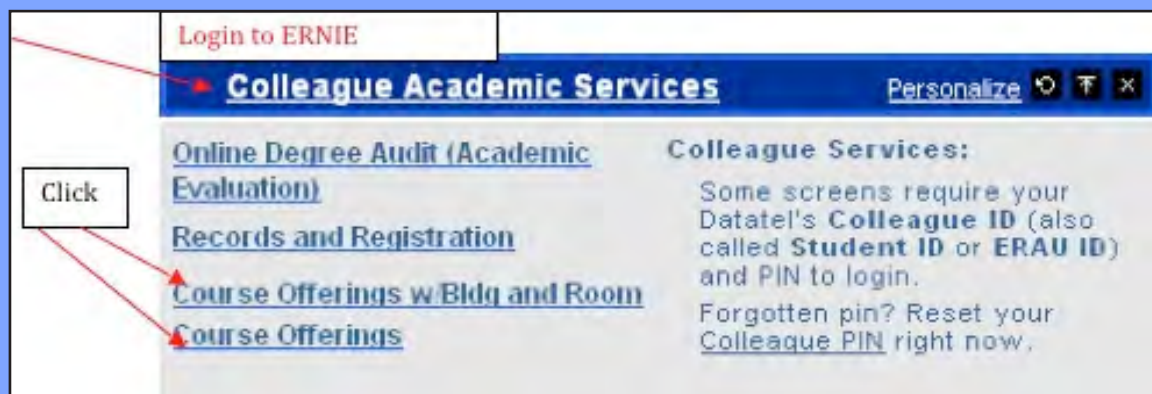 Login to ERNIE
Colleague Academic Services
Personalize
Click
Online Degree Audit (Academic
Evaluation)
Records and Registration
Course Offerings w/Bldg and Room
Course Offerings
Colleague Services:
Some screens require your
Datatel's Colleague ID (also
called Student ID or ERAU ID)
and PIN to login.
Forgotten pin? Reset your
Colleague PIN right now.